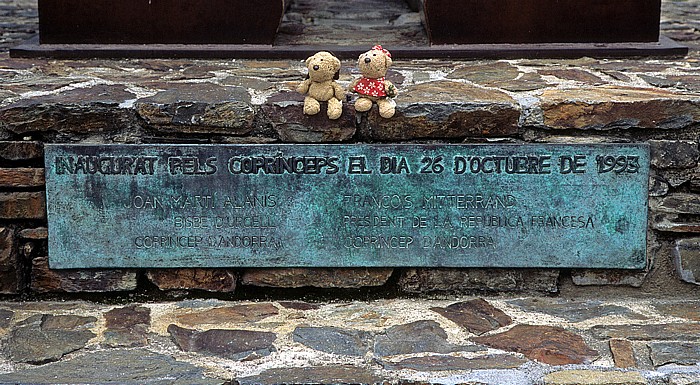 INAUGURAT PELS COPRÍNCEPS EL DIA 26 D'OCTUBRE DE 1993
JOAN MARTÍ ALANIS
BISBE D'URGELL
COPRÍNCEP D'ANDORRA
FRANÇOIS MITTERRAND
PRESIDENT DE LA REPÚBLICA FRANCESA
COPRÍNCEP D'ANDORRA